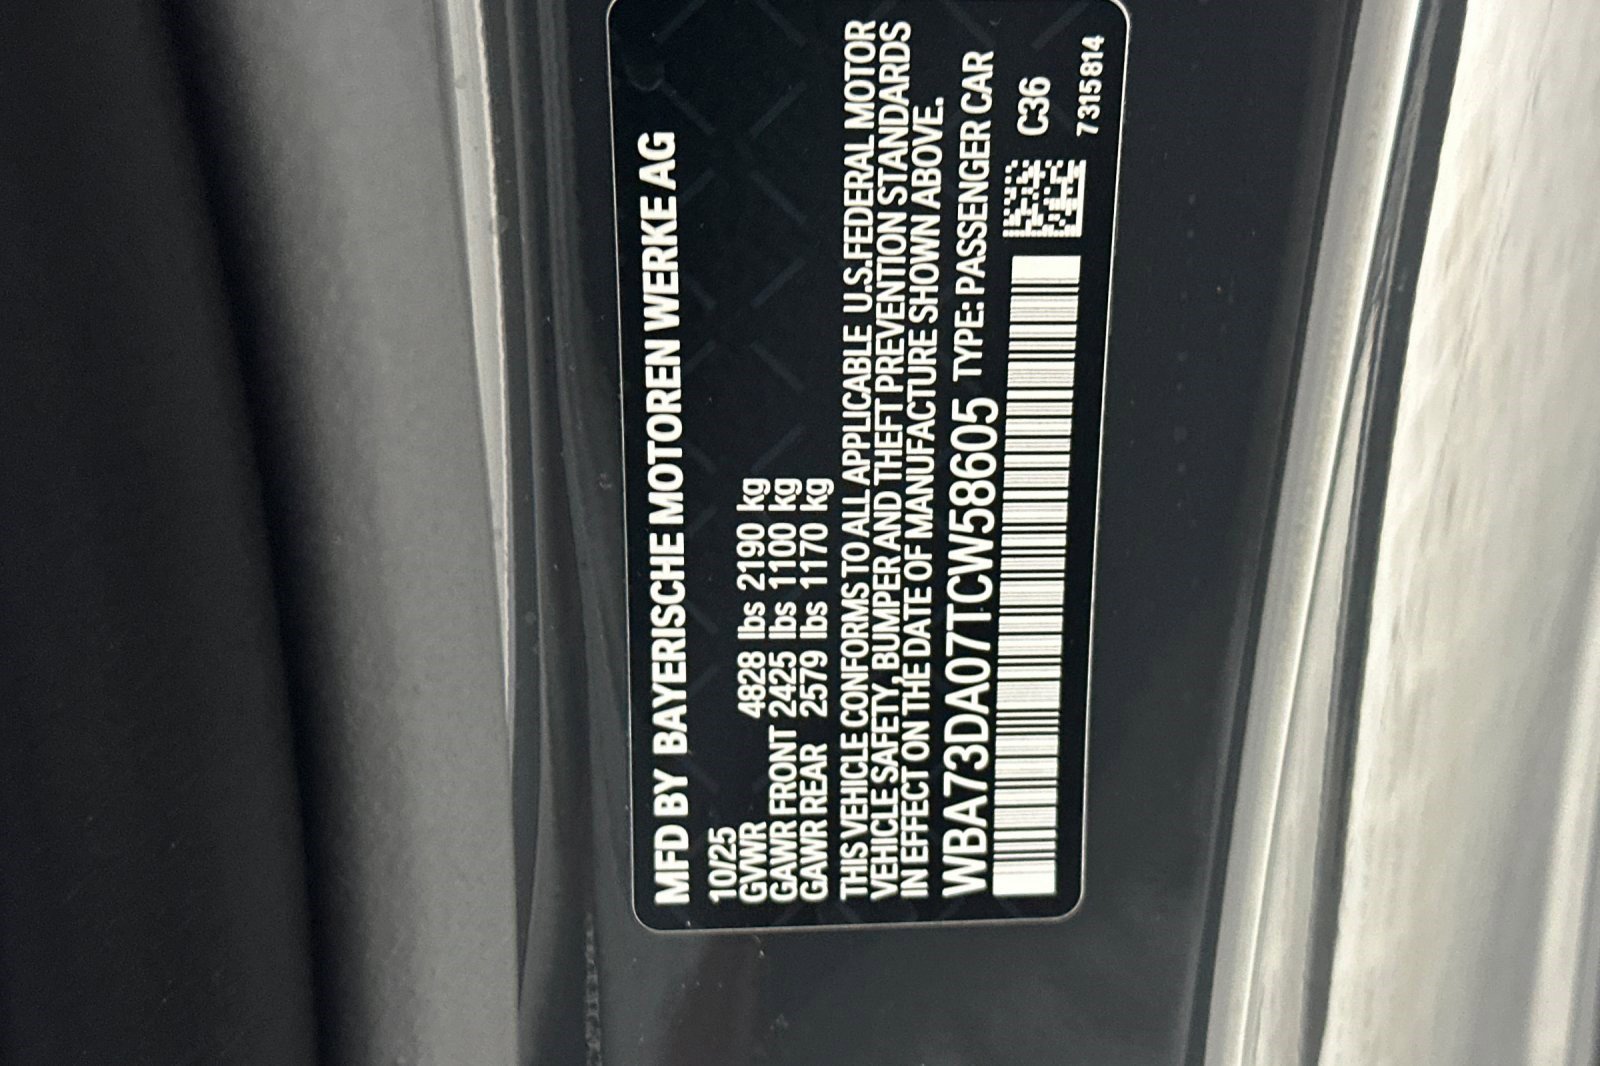 MFD BY BAYERISCHE MOTOREN WERKE AG
10/25
GVWR 4828 lbs 2190 kg
GAWR FRONT 2425 lbs 1100 kg
GAWR REAR 2579 lbs 1170 kg
THIS VEHICLE CONFORMS TO ALL APPLICABLE U.S.FEDERAL MOTOR
VEHICLE SAFETY, BUMPER AND THEFT PREVENTION STANDARDS
IN EFFECT ON THE DATE OF MANUFACTURE SHOWN ABOVE.
WBA73DA07TCW58605 TYPE: PASSENGER CAR
C36
7315814